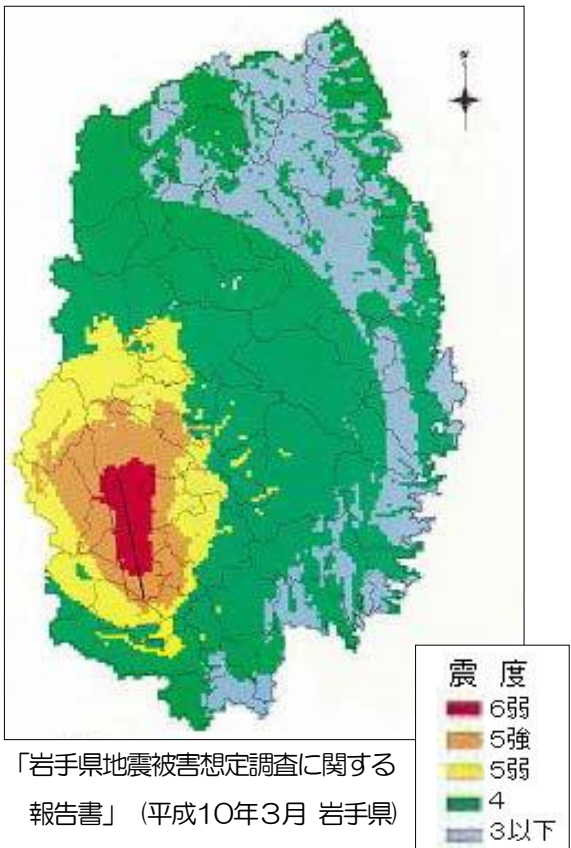 震 度
6弱
5強
5弱
4
3以下
「岩手県地震被害想定調査に関する
報告書」 (平成10年3月 岩手県)